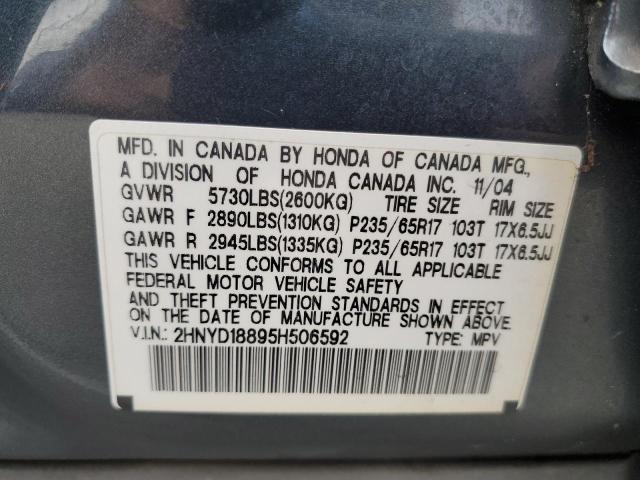 MFD. IN CANADA BY HONDA OF CANADA MFG.,
A DIVISION OF HONDA CANADA INC. 11/04
GVWR 5730LBS(2600KG) TIRE SIZE RIM SIZE
GAWR F 2890LBS(1310KG) P235/65R17 103T 17X6.5JJ
GAWR R 2945LBS(1335KG) P235/65R17 103T 17X6.5JJ
THIS VEHICLE CONFORMS TO ALL APPLICABLE
FEDERAL MOTOR VEHICLE SAFETY
AND THEFT PREVENTION STANDARDS IN EFFECT
ON THE DATE OF MANUFACTURE SHOWN ABOVE.
V.I.N.: 2HNYD18895H506592 TYPE: MPV